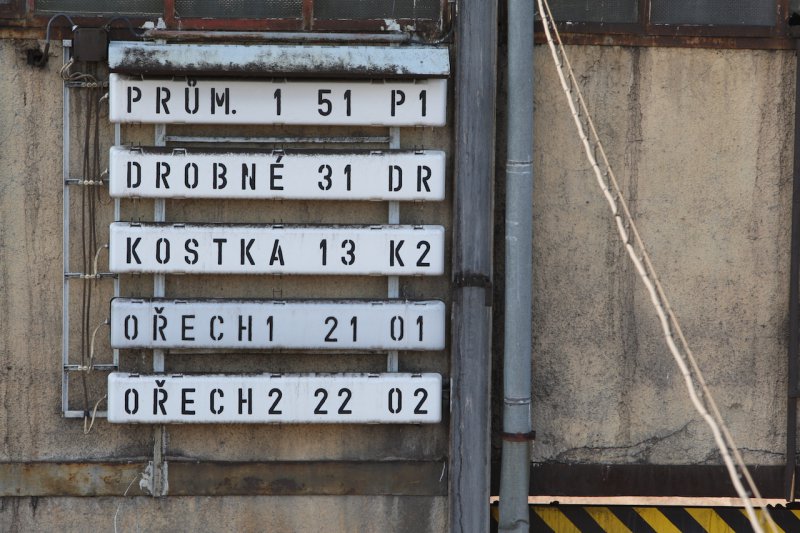 PRŮM. 1 51 P1
DROBNÉ 31 DR
KOSTKA 13 K2
OŘECH1 21 O1
OŘECH2 22 O2